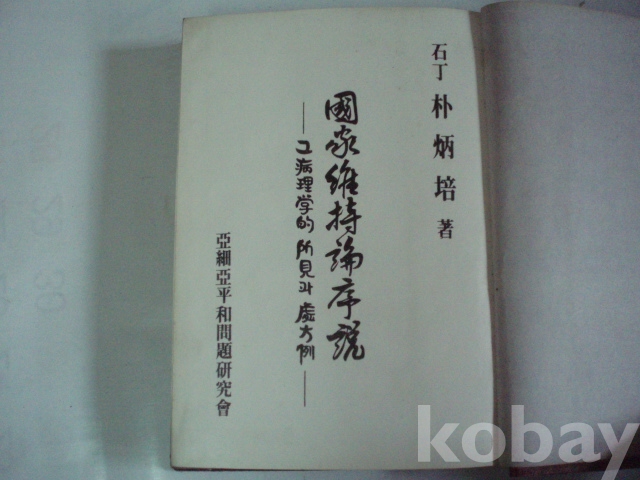 石丁 朴炳培 著
國家維持論序說
그 病理学的 所見과 處方例
亞細亞平和問題硏究會
kobay